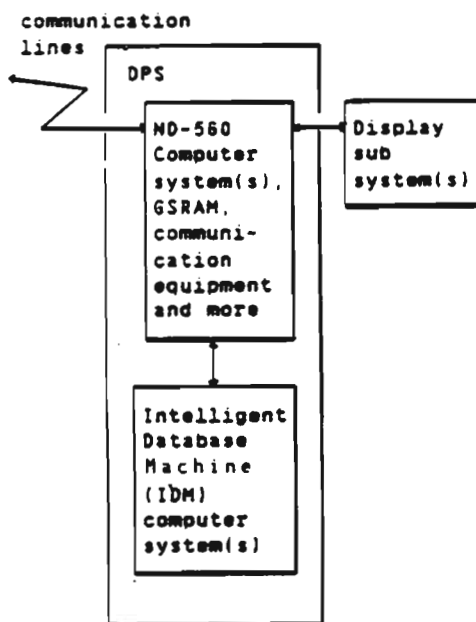 communication
lines
DPS
ND-560
Computer
system(s),
GSRAM,
communi-
cation
equipment
and more
Display
sub
system(s)
Intelligent
Database
Machine
(IDM)
computer
system(s)